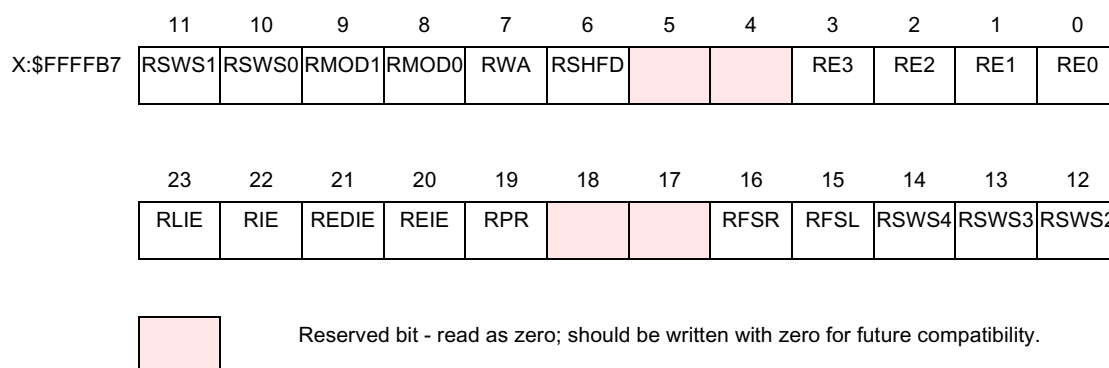 11 10 9 8 7 6 5 4 3 2 1 0
X:$FFFFB7 RSWS1 RSWS0 RMOD1 RMOD0 RWA RSHFD RE3 RE2 RE1 RE0
23 22 21 20 19 18 17 16 15 14 13 12
RLIE RIE REDIE REIE RPR RFSR RFSL RSWS4 RSWS3 RSWS2
Reserved bit - read as zero; should be written with zero for future compatibility.